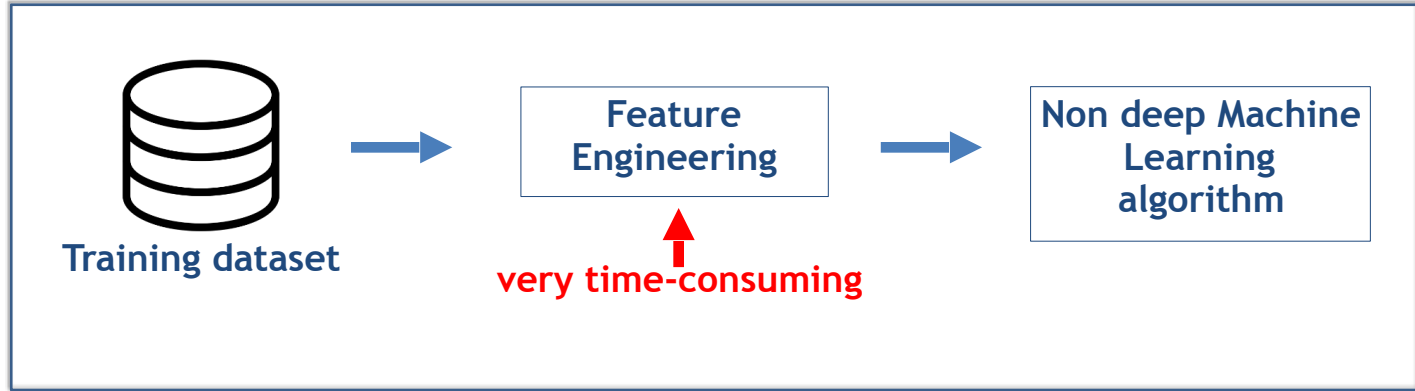 Training dataset
Feature
Engineering
very time-consuming
Non deep Machine
Learning
algorithm